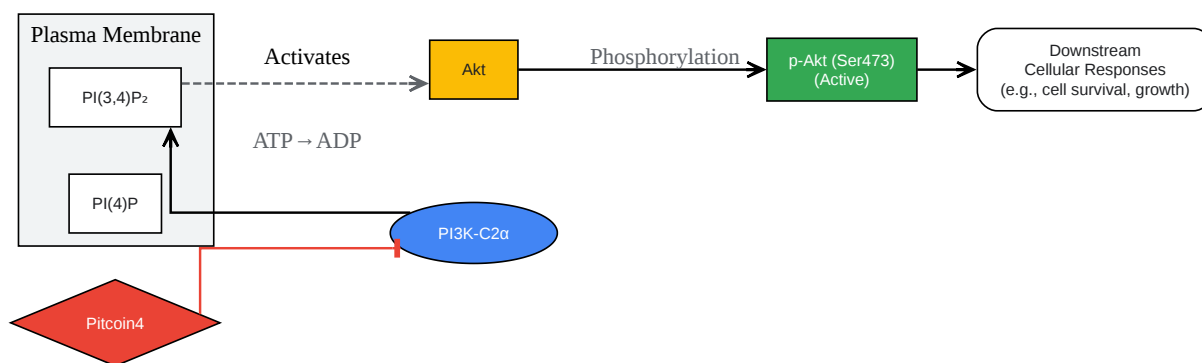 Plasma Membrane
PI(3,4)P₂
Activates
Akt
Phosphorylation
p-Akt (Ser473)
(Active)
Downstream
Cellular Responses
(e.g., cell survival, growth)
ATP→ADP
PI(4)P
PI3K-C2α
Pitcoin4